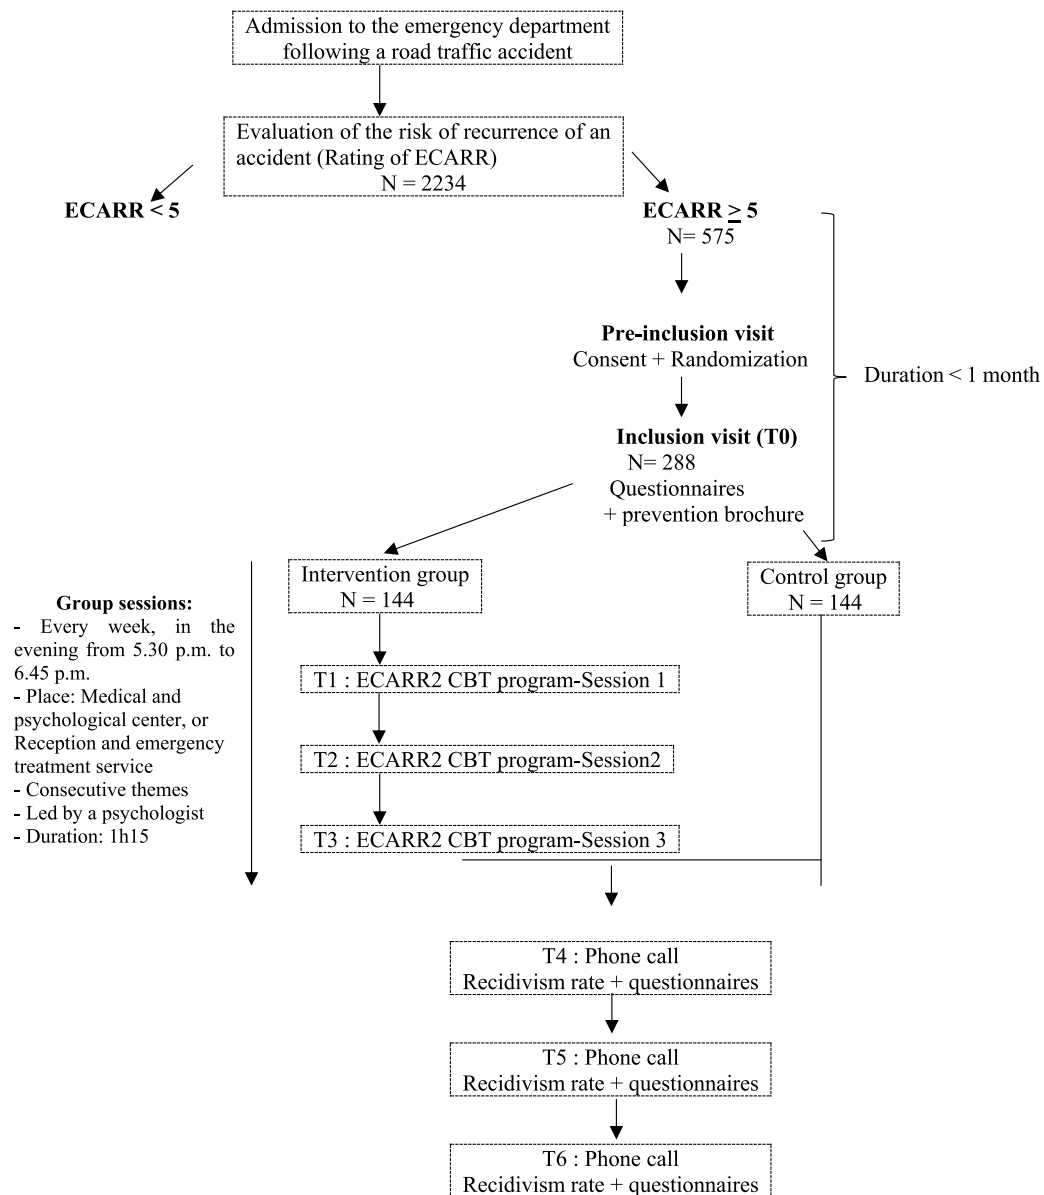 Admission to the emergency department
following a road traffic accident
Evaluation of the risk of recurrence of an
accident (Rating of ECARR)
N = 2234
ECARR < 5
ECARR ≥ 5
N= 575
Pre-inclusion visit
Consent + Randomization
Duration < 1 month
Inclusion visit (T0)
N= 288
Questionnaires
+ prevention brochure
Intervention group
N = 144
Control group
N = 144
Group sessions:
- Every week, in the
evening from 5.30 p.m. to
6.45 p.m.
- Place: Medical and
psychological center, or
Reception and emergency
treatment service
- Consecutive themes
- Led by a psychologist
- Duration: 1h15
T1 : ECARR2 CBT program-Session 1
T2 : ECARR2 CBT program-Session2
T3 : ECARR2 CBT program-Session 3
T4 : Phone call
Recidivism rate + questionnaires
T5 : Phone call
Recidivism rate + questionnaires
T6 : Phone call
Recidivism rate + questionnaires